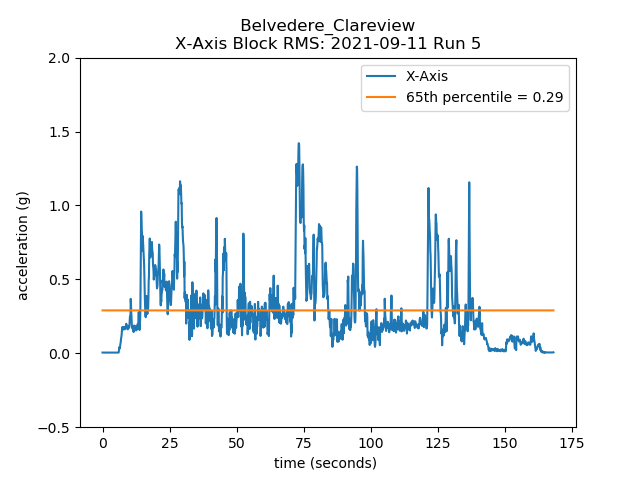 Belvedere_Clareview
X-Axis Block RMS: 2021-09-11 Run 5
X-Axis
65th percentile = 0.29
2.0
1.5
1.0
0.5
0.0
−0.5
acceleration (g)
0 25 50 75 100 125 150 175
time (seconds)